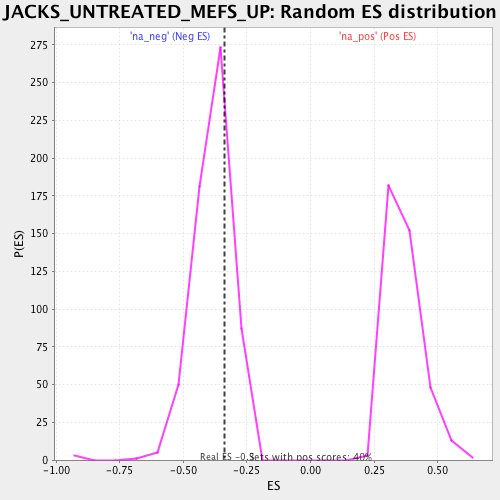 JACKS_UNTREATED_MEFS_UP: Random ES distribution
'na_neg' (Neg ES)
'na_pos' (Pos ES)
275
250
225
200
175
150
125
100
75
50
25
0
P(ES)
Real ES -0.3
Sets with pos scores: 40%
-1.00 -0.75 -0.50 -0.25 0.00 0.25 0.50
ES